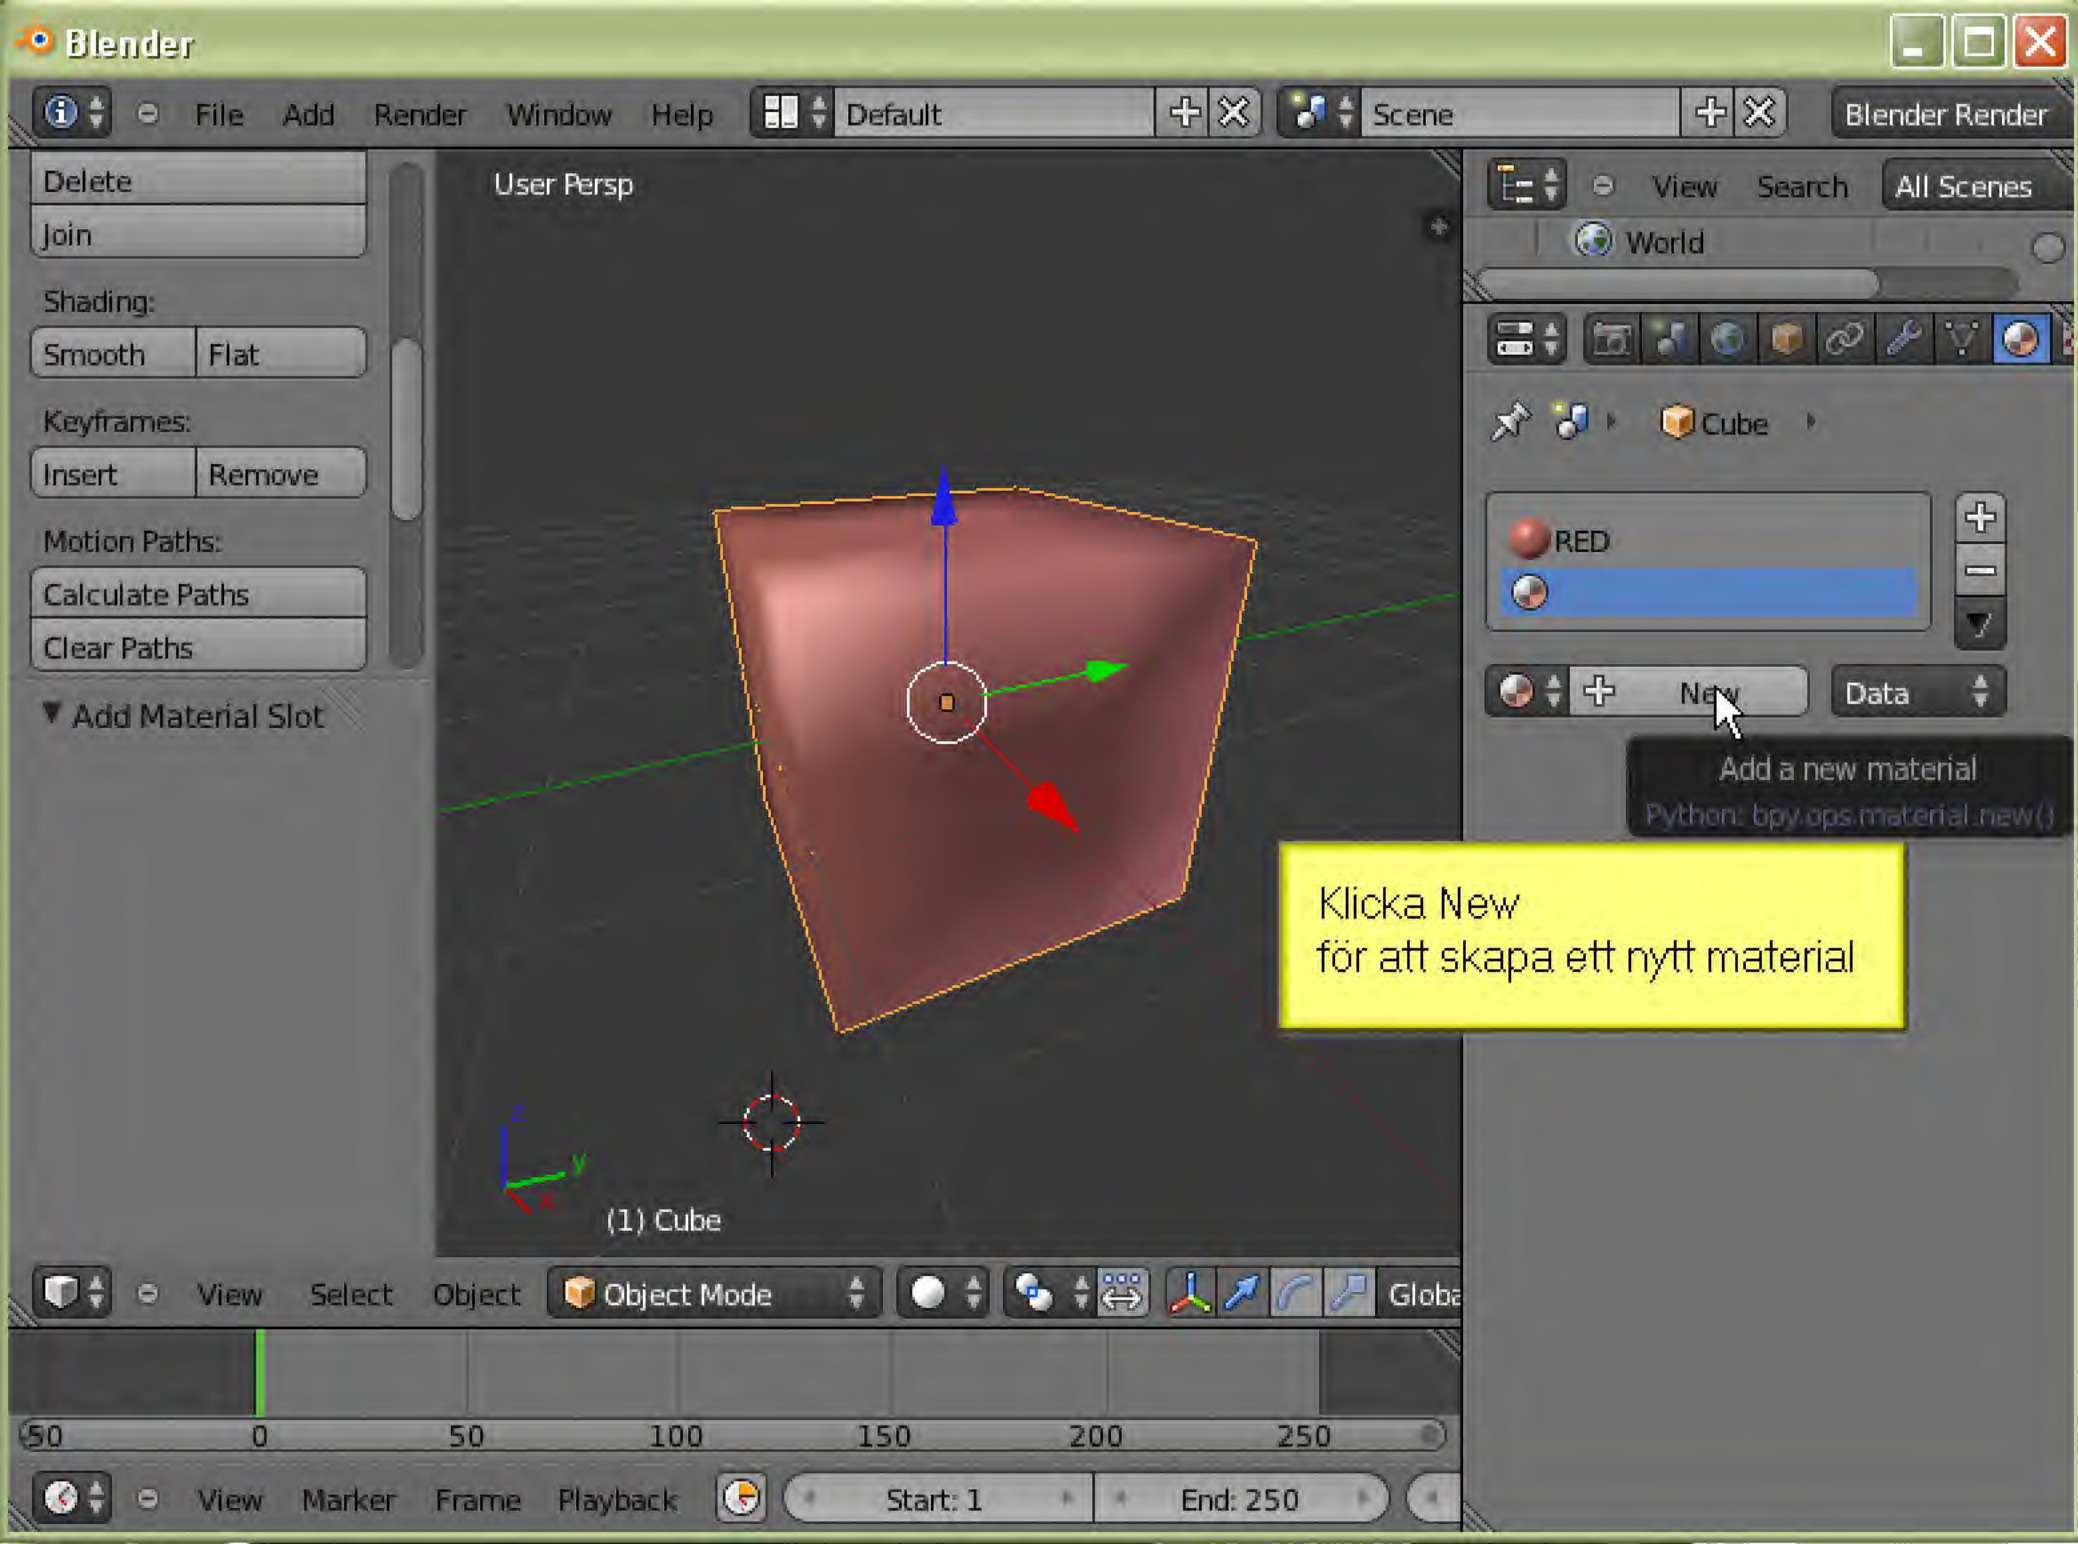 Blender
File Add Render Window Help Default Scene Blender Render
Delete
Join
Shading:
Smooth Flat
Keyframes:
Insert Remove
Motion Paths:
Calculate Paths
Clear Paths
Add Material Slot
User Persp
z
y
x
(1) Cube
View Search All Scenes
World
Cube
RED
New Data
Add a new material
Python: bpy.ops.material.new()
Klicka New
för att skapa ett nytt material
View Select Object Object Mode
0 50 100 150 200 250
View Marker Frame Playback Start: 1 End: 250